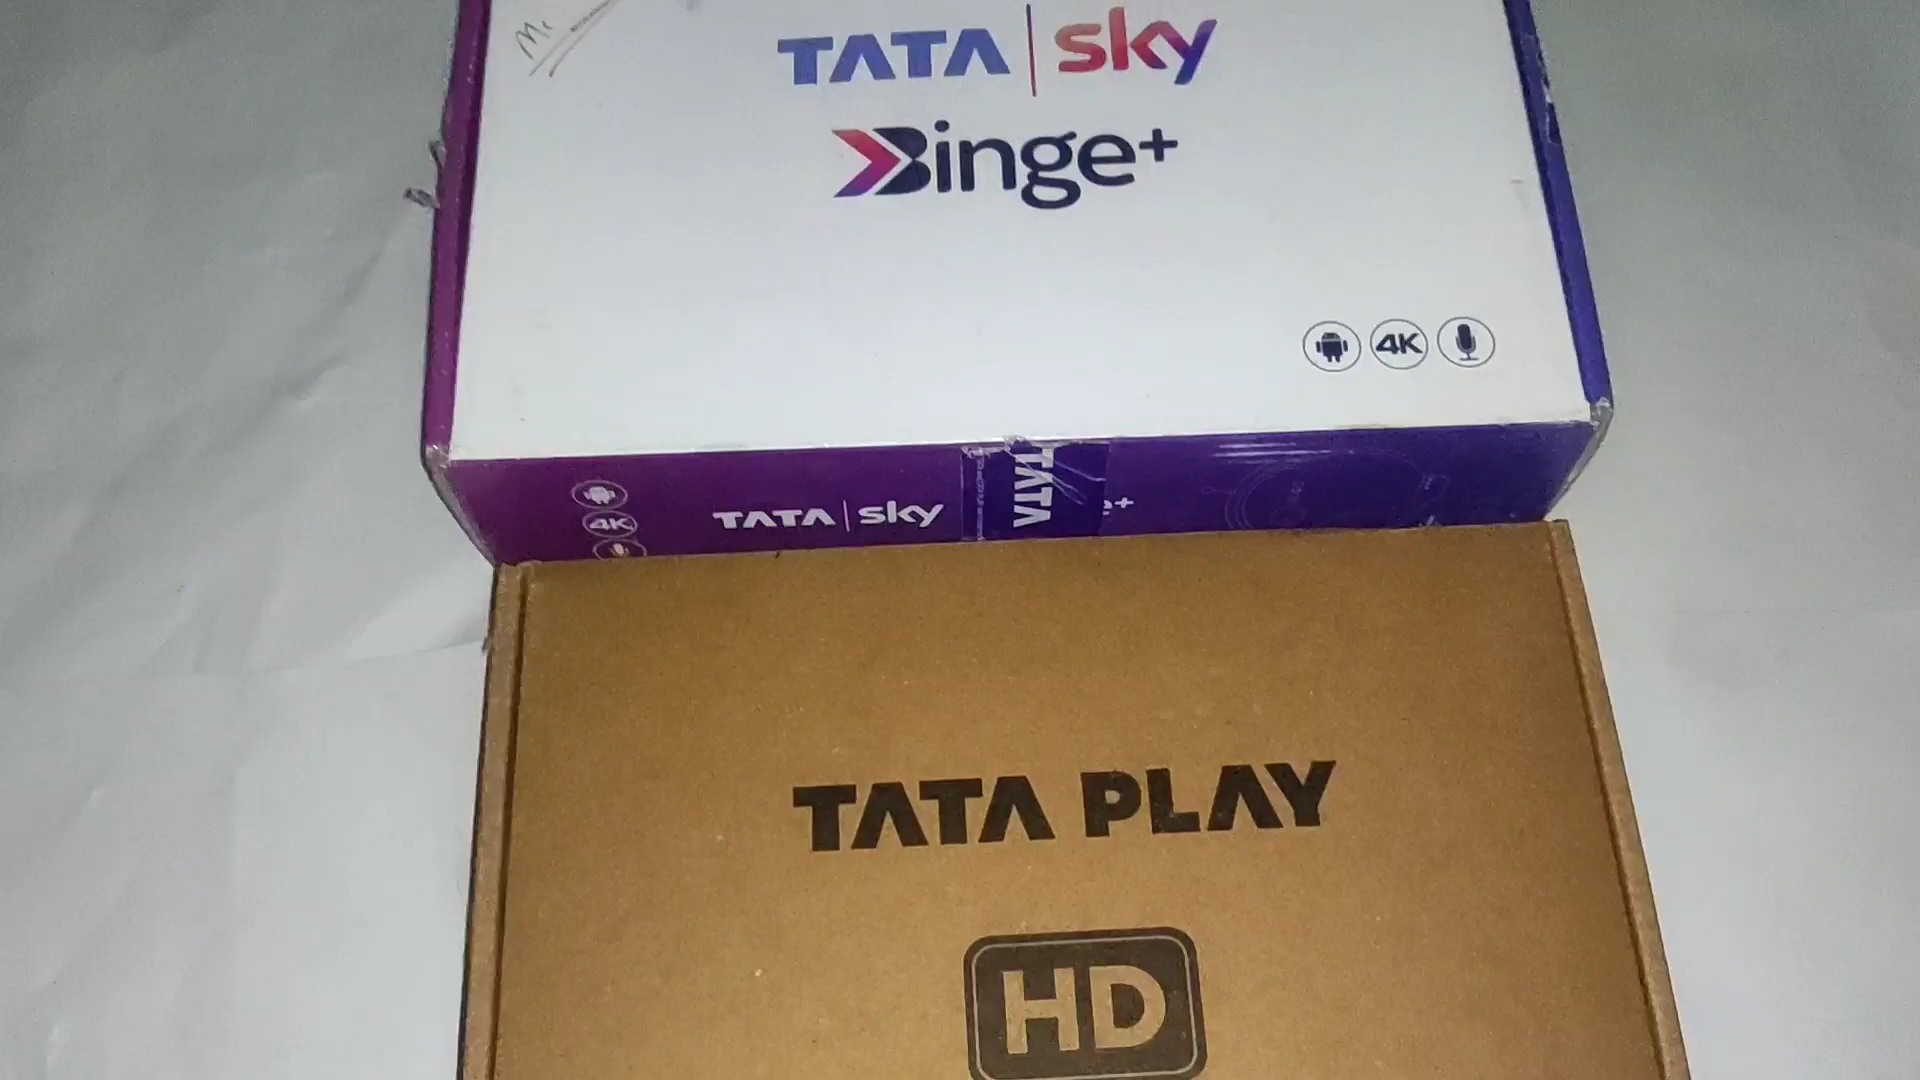 TATA | sky
Binge+
4K
4K
TATA | sky
TATA
e+
TATA PLAY
HD